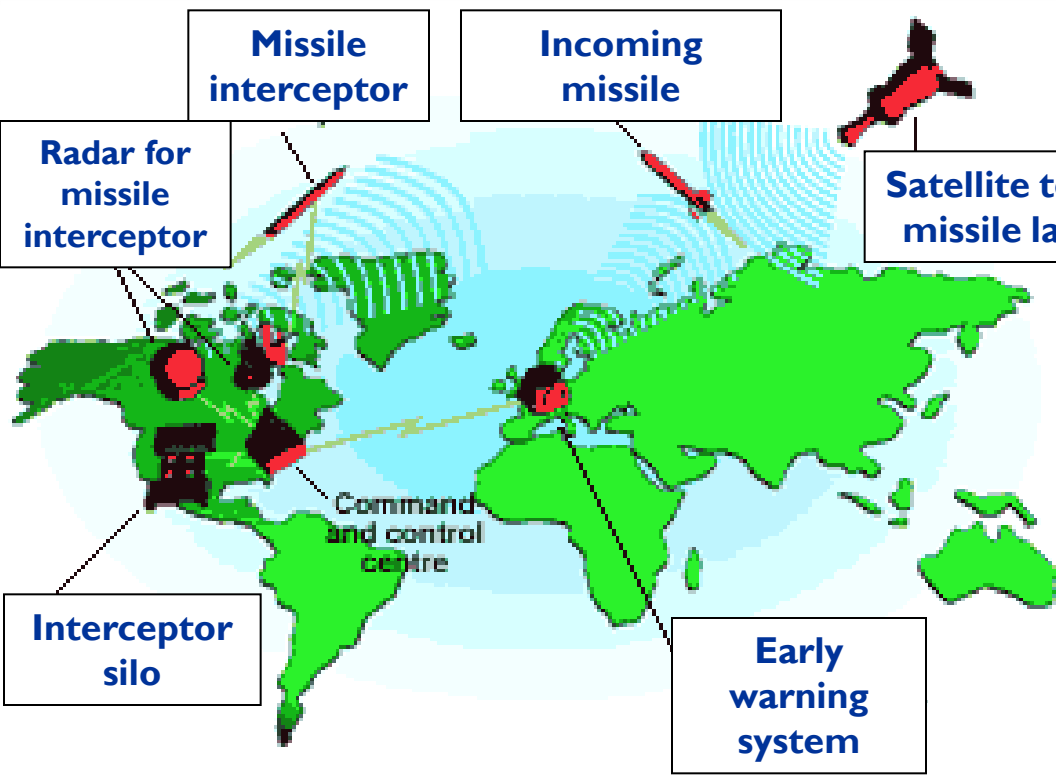 Missile
interceptor
Incoming
missile
Radar for
missile
interceptor
Satellite
missile
Command
and control
centre
Interceptor
silo
Early
warning
system